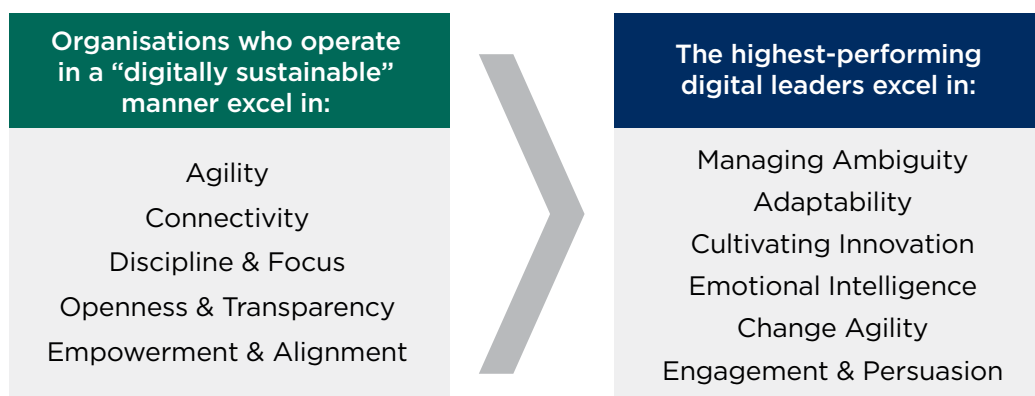 Organisations who operate
in a “digitally sustainable”
manner excel in:
Agility
Connectivity
Discipline & Focus
Openness & Transparency
Empowerment & Alignment
The highest-performing
digital leaders excel in:
Managing Ambiguity
Adaptability
Cultivating Innovation
Emotional Intelligence
Change Agility
Engagement & Persuasion